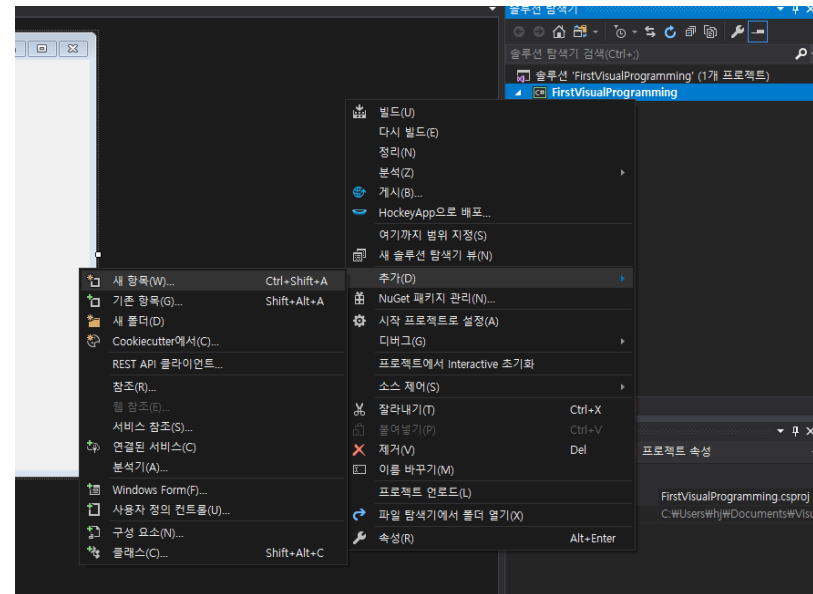 솔루션 탐색기
솔루션 탐색기 검색(Ctrl+;)
솔루션 'FirstVisualProgramming' (1개 프로젝트)
C# FirstVisualProgramming
빌드(U)
다시 빌드(E)
정리(N)
분석(Z)
게시(B)...
HockeyApp으로 배포...
여기까지 범위 지정(S)
새 솔루션 탐색기 뷰(N)
추가(D)
NuGet 패키지 관리(N)...
시작 프로젝트로 설정(A)
디버그(G)
프로젝트에서 Interactive 초기화
소스 제어(S)
잘라내기(T) Ctrl+X
붙여넣기(P) Ctrl+V
제거(V) Del
이름 바꾸기(M)
프로젝트 언로드(L)
파일 탐색기에서 폴더 열기(X)
속성(R) Alt+Enter
새 항목(W)... Ctrl+Shift+A
기존 항목(G)... Shift+Alt+A
새 폴더(D)
Cookiecutter에서(C)...
REST API 클라이언트...
참조(R)...
웹 참조(E)...
서비스 참조(S)...
연결된 서비스(C)
분석기(A)...
Windows Form(F)...
사용자 정의 컨트롤(U)...
구성 요소(N)...
클래스(C)... Shift+Alt+C
프로젝트 속성
FirstVisualProgramming.csproj
C:₩Users₩hj₩Documents₩Visu